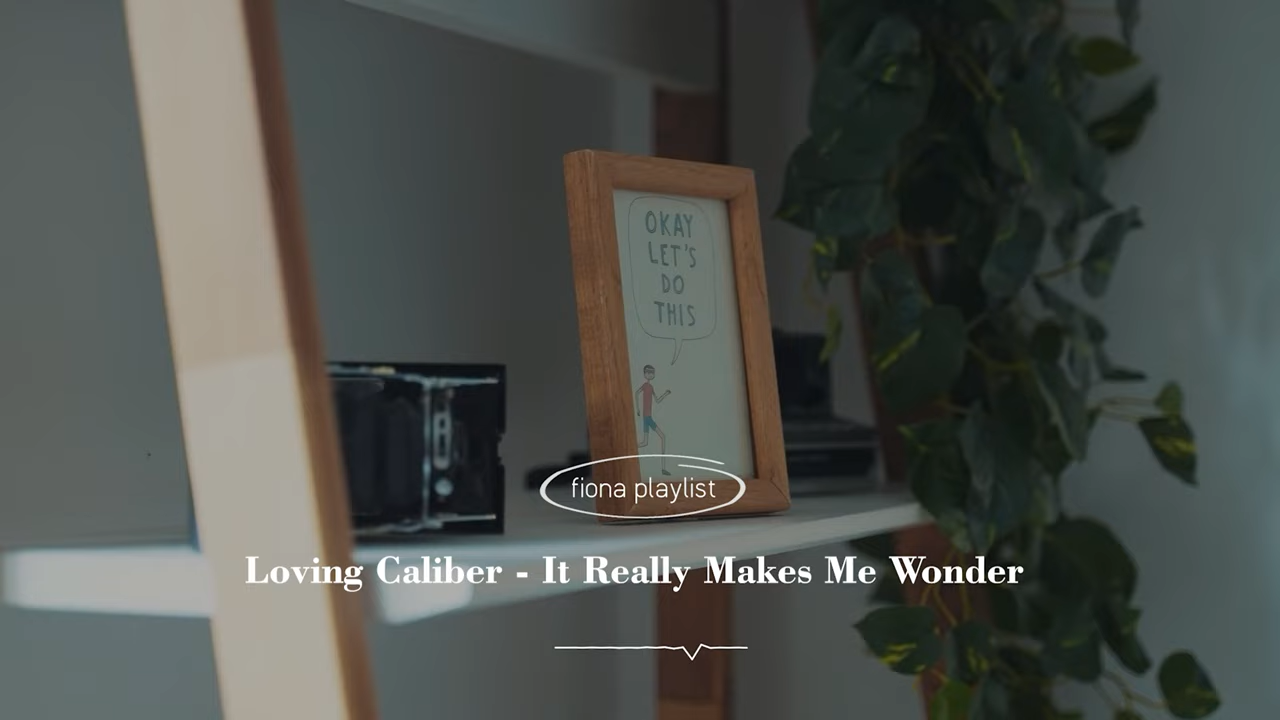 OKAY
LET'S
DO
THIS
fiona playlist
Loving Caliber - It Really Makes Me Wonder